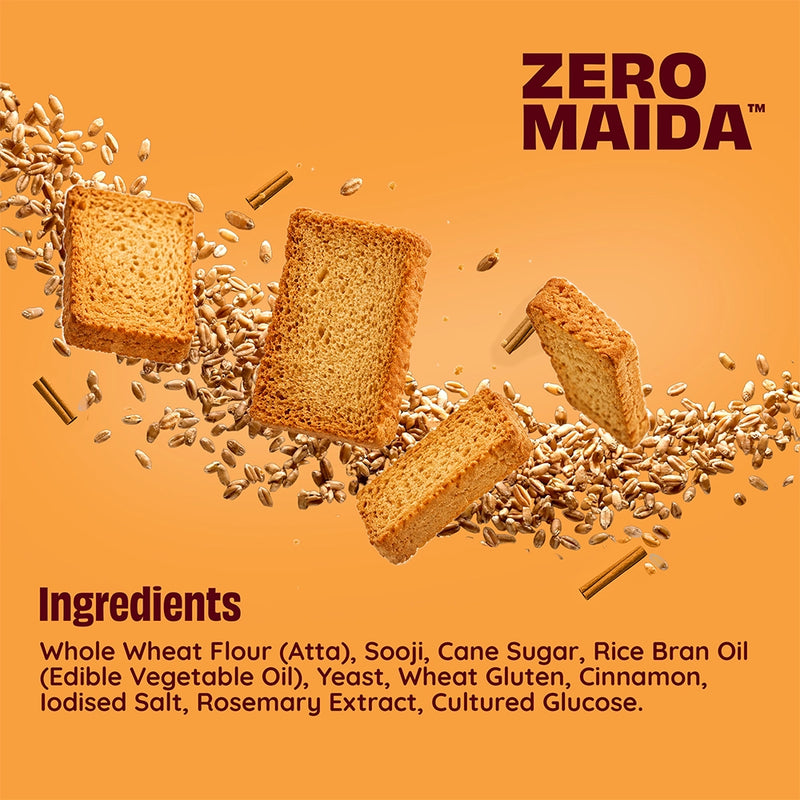 ZERO
MAIDA™
Ingredients
Whole Wheat Flour (Atta), Sooji, Cane Sugar, Rice Bran Oil
(Edible Vegetable Oil), Yeast, Wheat Gluten, Cinnamon,
Iodised Salt, Rosemary Extract, Cultured Glucose.